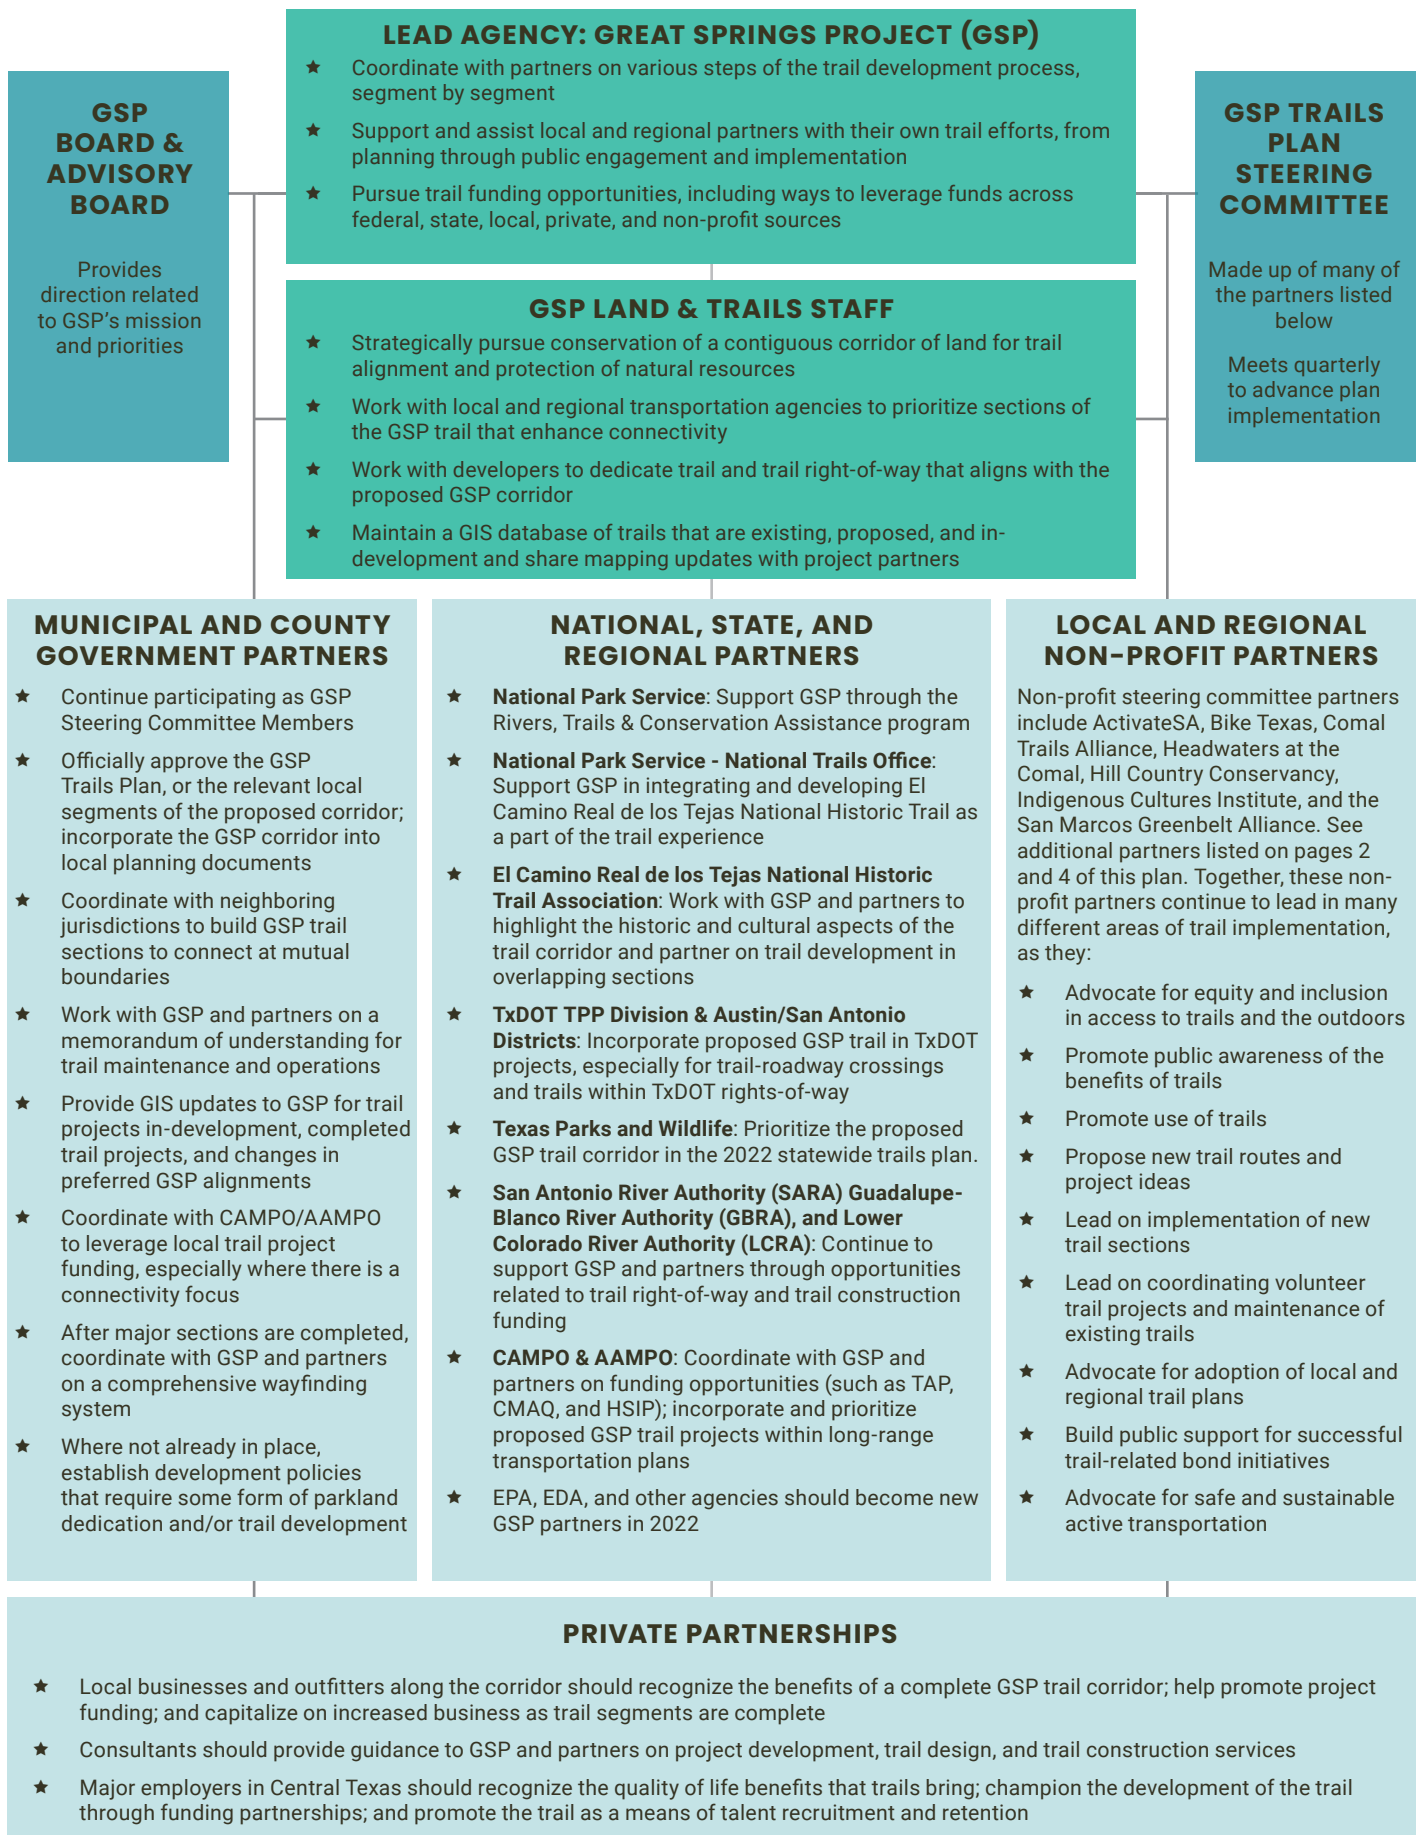 LEAD AGENCY: GREAT SPRINGS PROJECT (GSP)
★ Coordinate with partners on various steps of the trail development process,
segment by segment
★ Support and assist local and regional partners with their own trail efforts, from
planning through public engagement and implementation
★ Pursue trail funding opportunities, including ways to leverage funds across
federal, state, local, private, and non-profit sources
GSP
BOARD &
ADVISORY
BOARD
Provides
direction related
to GSP's mission
and priorities
GSP TRAILS
PLAN
STEERING
COMMITTEE
Made up of many of
the partners listed
below
Meets quarterly
to advance plan
implementation
GSP LAND & TRAILS STAFF
★ Strategically pursue conservation of a contiguous corridor of land for trail
alignment and protection of natural resources
★ Work with local and regional transportation agencies to prioritize sections of
the GSP trail that enhance connectivity
★ Work with developers to dedicate trail and trail right-of-way that aligns with the
proposed GSP corridor
★ Maintain a GIS database of trails that are existing, proposed, and in-
development and share mapping updates with project partners
MUNICIPAL AND COUNTY
GOVERNMENT PARTNERS
★ Continue participating as GSP
Steering Committee Members
★ Officially approve the GSP
Trails Plan, or the relevant local
segments of the proposed corridor;
incorporate the GSP corridor into
local planning documents
★ Coordinate with neighboring
jurisdictions to build GSP trail
sections to connect at mutual
boundaries
★ Work with GSP and partners on a
memorandum of understanding for
trail maintenance and operations
★ Provide GIS updates to GSP for trail
projects in-development, completed
trail projects, and changes in
preferred GSP alignments
★ Coordinate with CAMPO/AAMPO
to leverage local trail project
funding, especially where there is a
connectivity focus
★ After major sections are completed,
coordinate with GSP and partners
on a comprehensive wayfinding
system
★ Where not already in place,
establish development policies
that require some form of parkland
dedication and/or trail development
NATIONAL, STATE, AND
REGIONAL PARTNERS
★ National Park Service: Support GSP through the
Rivers, Trails & Conservation Assistance program
★ National Park Service - National Trails Office:
Support GSP in integrating and developing El
Camino Real de los Tejas National Historic Trail as
a part of the trail experience
★ El Camino Real de los Tejas National Historic
Trail Association: Work with GSP and partners to
highlight the historic and cultural aspects of the
trail corridor and partner on trail development in
overlapping sections
★ TxDOT TPP Division & Austin/San Antonio
Districts: Incorporate proposed GSP trail in TxDOT
projects, especially for trail-roadway crossings
and trails within TxDOT rights-of-way
★ Texas Parks and Wildlife: Prioritize the proposed
GSP trail corridor in the 2022 statewide trails plan.
★ San Antonio River Authority (SARA) Guadalupe-
Blanco River Authority (GBRA), and Lower
Colorado River Authority (LCRA): Continue to
support GSP and partners through opportunities
related to trail right-of-way and trail construction
funding
★ CAMPO & AAMPO: Coordinate with GSP and
partners on funding opportunities (such as TAP,
CMAQ, and HSIP); incorporate and prioritize
proposed GSP trail projects within long-range
transportation plans
★ EPA, EDA, and other agencies should become new
GSP partners in 2022
LOCAL AND REGIONAL
NON-PROFIT PARTNERS
Non-profit steering committee partners
include ActivateSA, Bike Texas, Comal
Trails Alliance, Headwaters at the
Comal, Hill Country Conservancy,
Indigenous Cultures Institute, and the
San Marcos Greenbelt Alliance. See
additional partners listed on pages 2
and 4 of this plan. Together, these non-
profit partners continue to lead in many
different areas of trail implementation,
as they:
★ Advocate for equity and inclusion
in access to trails and the outdoors
★ Promote public awareness of the
benefits of trails
★ Promote use of trails
★ Propose new trail routes and
project ideas
★ Lead on implementation of new
trail sections
★ Lead on coordinating volunteer
trail projects and maintenance of
existing trails
★ Advocate for adoption of local and
regional trail plans
★ Build public support for successful
trail-related bond initiatives
★ Advocate for safe and sustainable
active transportation
PRIVATE PARTNERSHIPS
★ Local businesses and outfitters along the corridor should recognize the benefits of a complete GSP trail corridor; help promote project
funding; and capitalize on increased business as trail segments are complete
★ Consultants should provide guidance to GSP and partners on project development, trail design, and trail construction services
★ Major employers in Central Texas should recognize the quality of life benefits that trails bring; champion the development of the trail
through funding partnerships; and promote the trail as a means of talent recruitment and retention